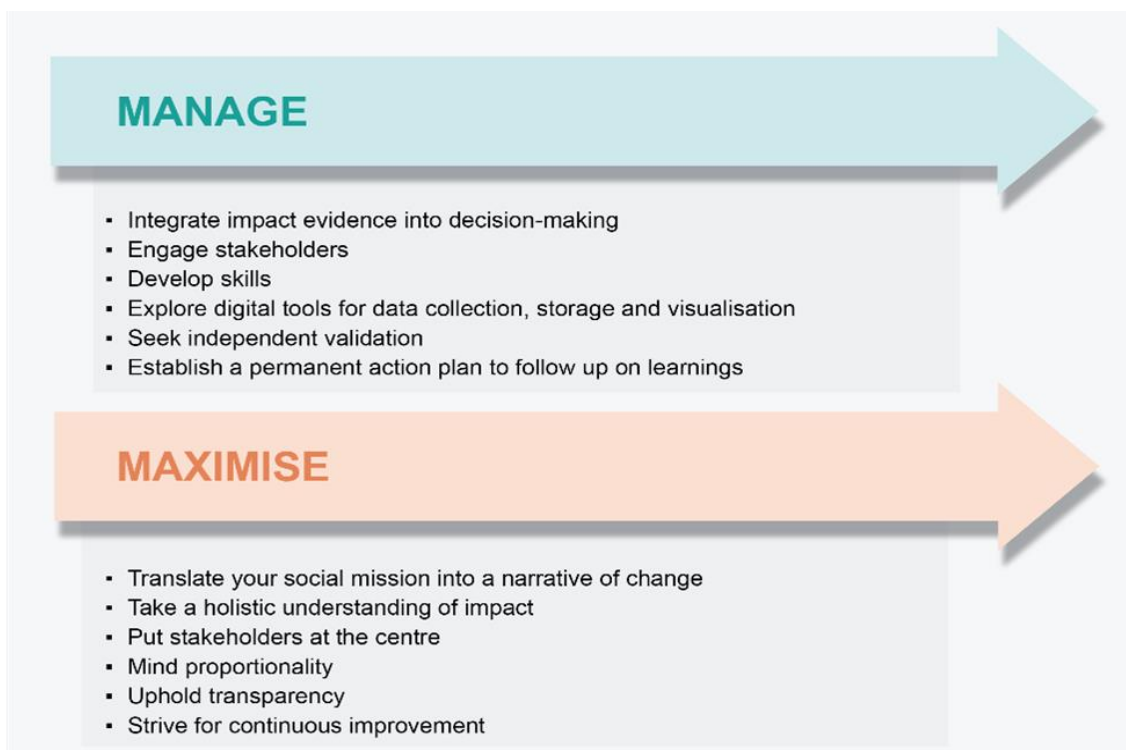 MANAGE
▪ Integrate impact evidence into decision-making
▪ Engage stakeholders
▪ Develop skills
▪ Explore digital tools for data collection, storage and visualisation
▪ Seek independent validation
▪ Establish a permanent action plan to follow up on learnings
MAXIMISE
▪ Translate your social mission into a narrative of change
▪ Take a holistic understanding of impact
▪ Put stakeholders at the centre
▪ Mind proportionality
▪ Uphold transparency
▪ Strive for continuous improvement